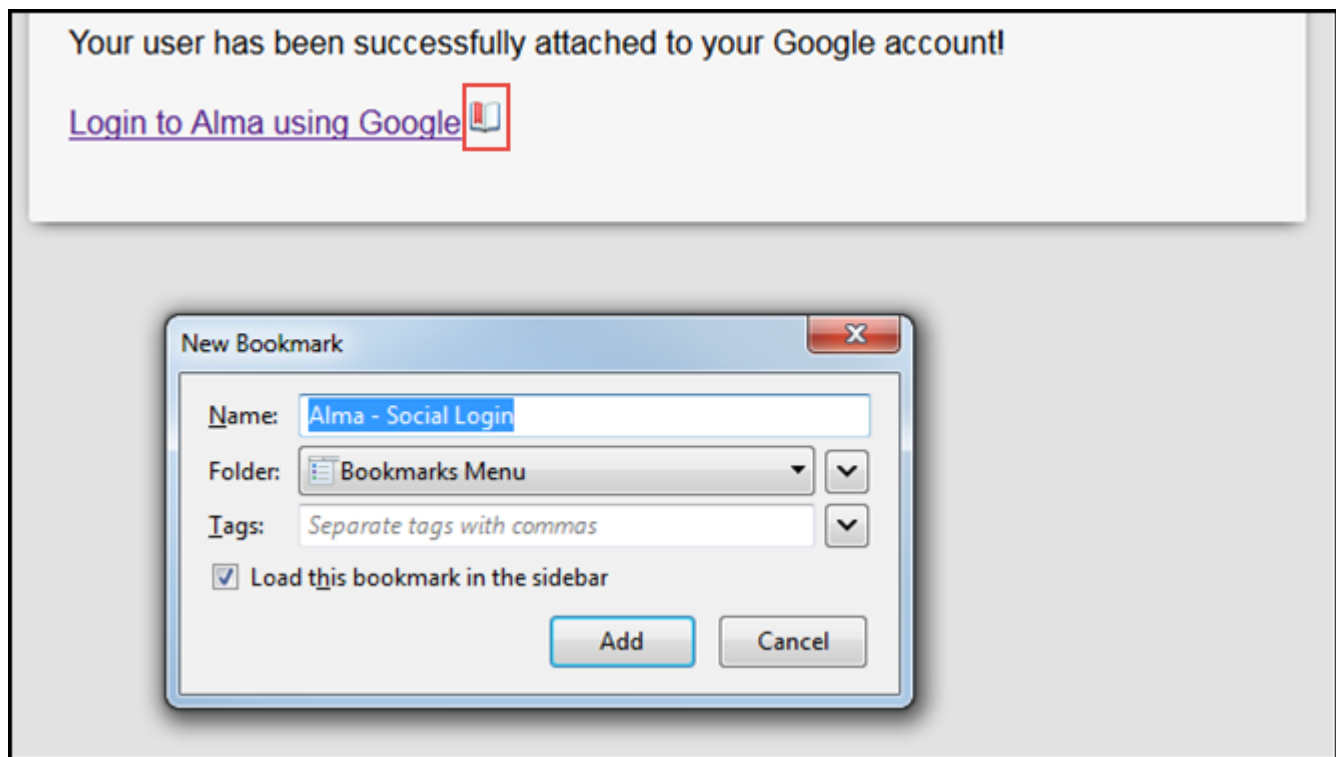 Your user has been successfully attached to your Google account!
Login to Alma using Google
New Bookmark
Name: Alma - Social Login
Folder: Bookmarks Menu
Tags: Separate tags with commas
Load this bookmark in the sidebar
Add Cancel